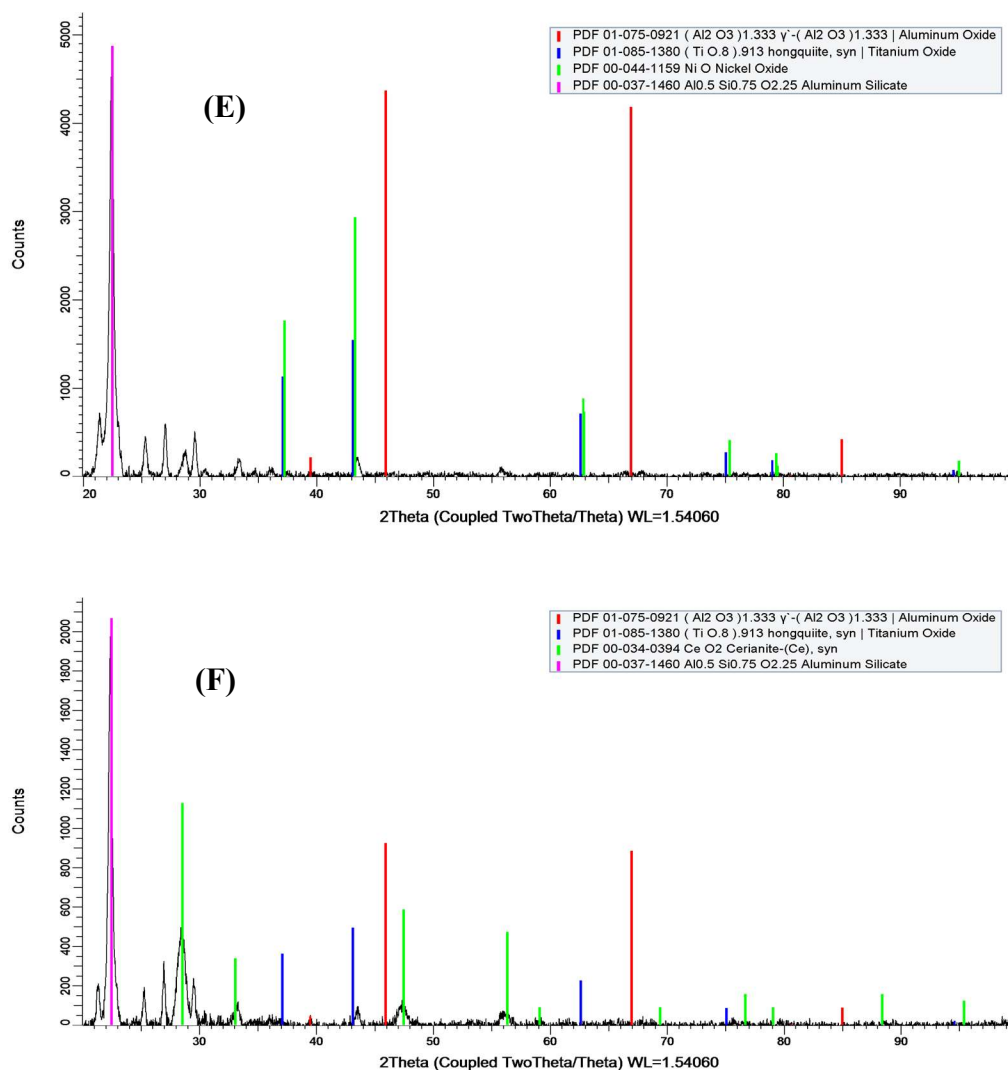 PDF 01-075-0921 ( Al2 O3 )1.333 γ`-( Al2 O3 )1.333 | Aluminum Oxide
PDF 01-085-1380 ( Ti O.8 ).913 hongquiite, syn | Titanium Oxide
PDF 00-044-1159 Ni O Nickel Oxide
PDF 00-037-1460 Al0.5 Si0.75 O2.25 Aluminum Silicate
(E)
Counts
5000
4000
3000
2000
1000
0
20 30 40 50 60 70 80 90
2Theta (Coupled TwoTheta/Theta) WL=1.54060
PDF 01-075-0921 ( Al2 O3 )1.333 γ`-( Al2 O3 )1.333 | Aluminum Oxide
PDF 01-085-1380 ( Ti O.8 ).913 hongquiite, syn | Titanium Oxide
PDF 00-034-0394 Ce O2 Cerianite-(Ce), syn
PDF 00-037-1460 Al0.5 Si0.75 O2.25 Aluminum Silicate
(F)
Counts
2000
1800
1600
1400
1200
1000
800
600
400
200
0
20 30 40 50 60 70 80 90
2Theta (Coupled TwoTheta/Theta) WL=1.54060